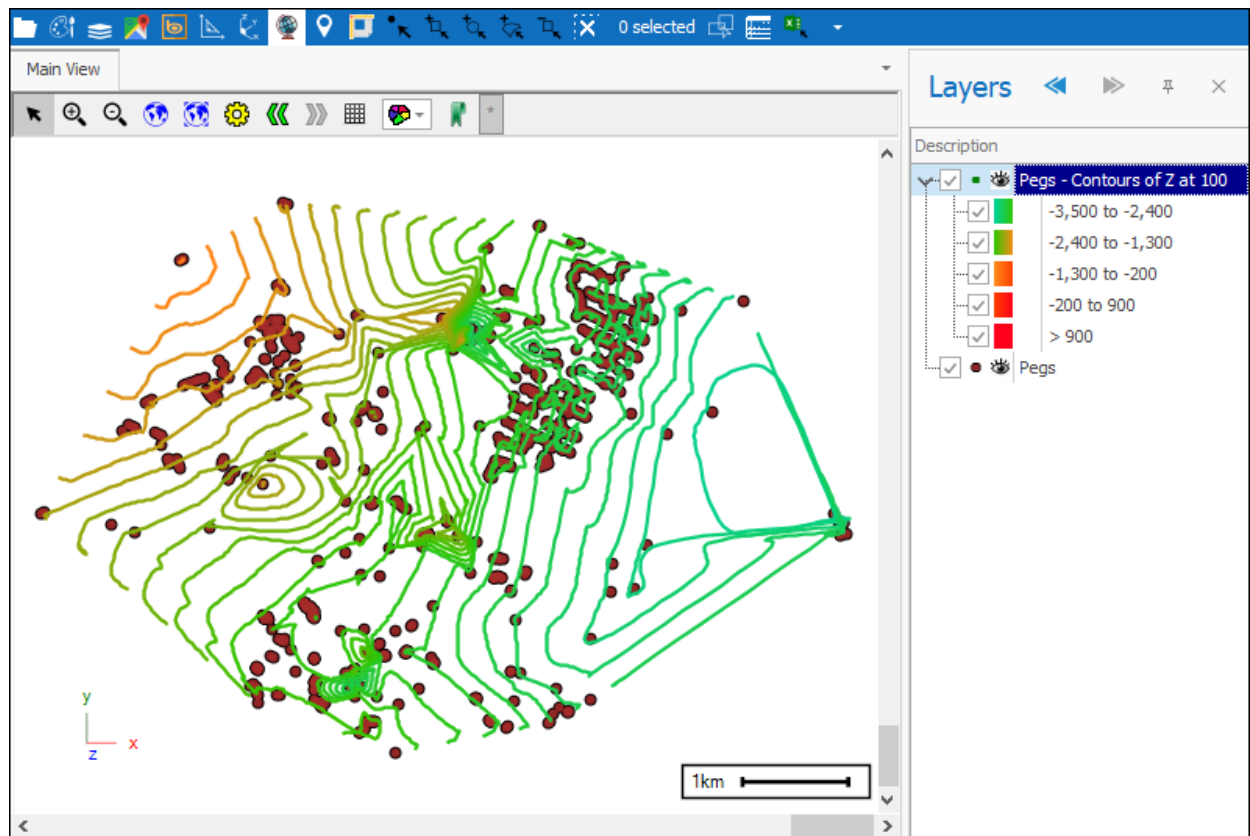 0 selected
Main View
Layers
Description
Pegs - Contours of Z at 100
-3,500 to -2,400
-2,400 to -1,300
-1,300 to -200
-200 to 900
> 900
Pegs
y
x
z
1km